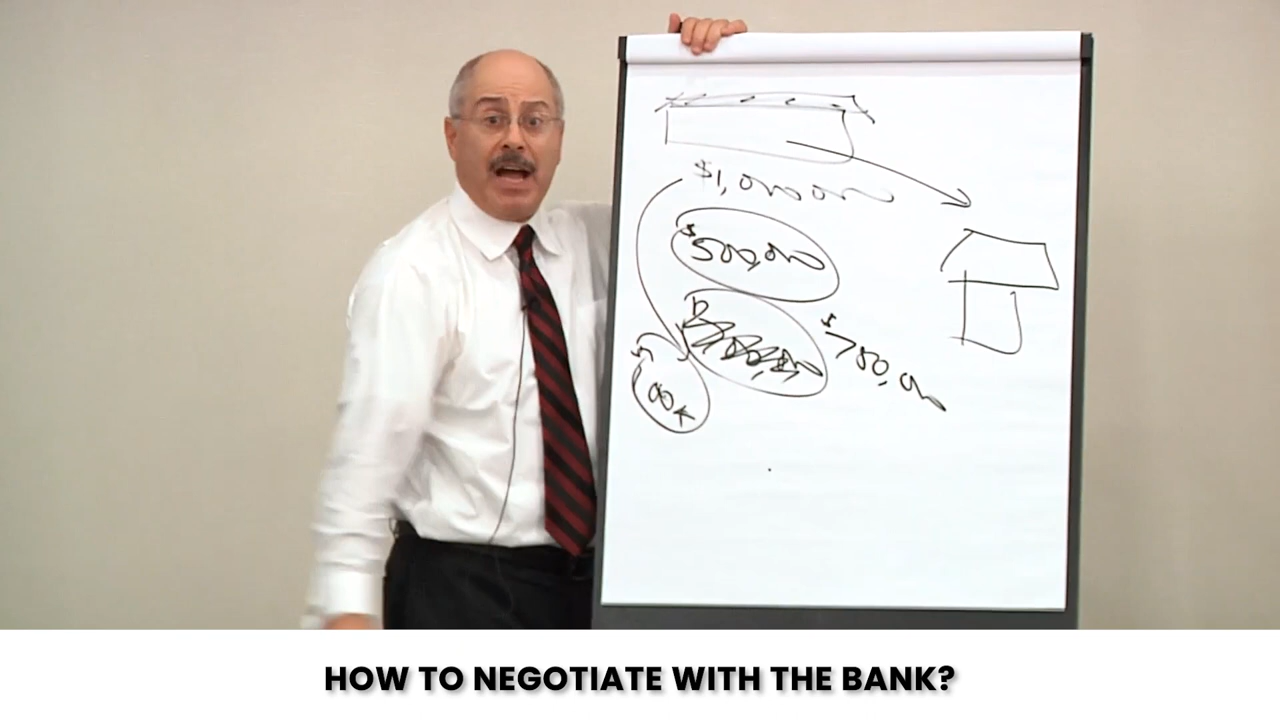 $1,000,000
$500,000
$700,000
$100K
HOW TO NEGOTIATE WITH THE BANK?